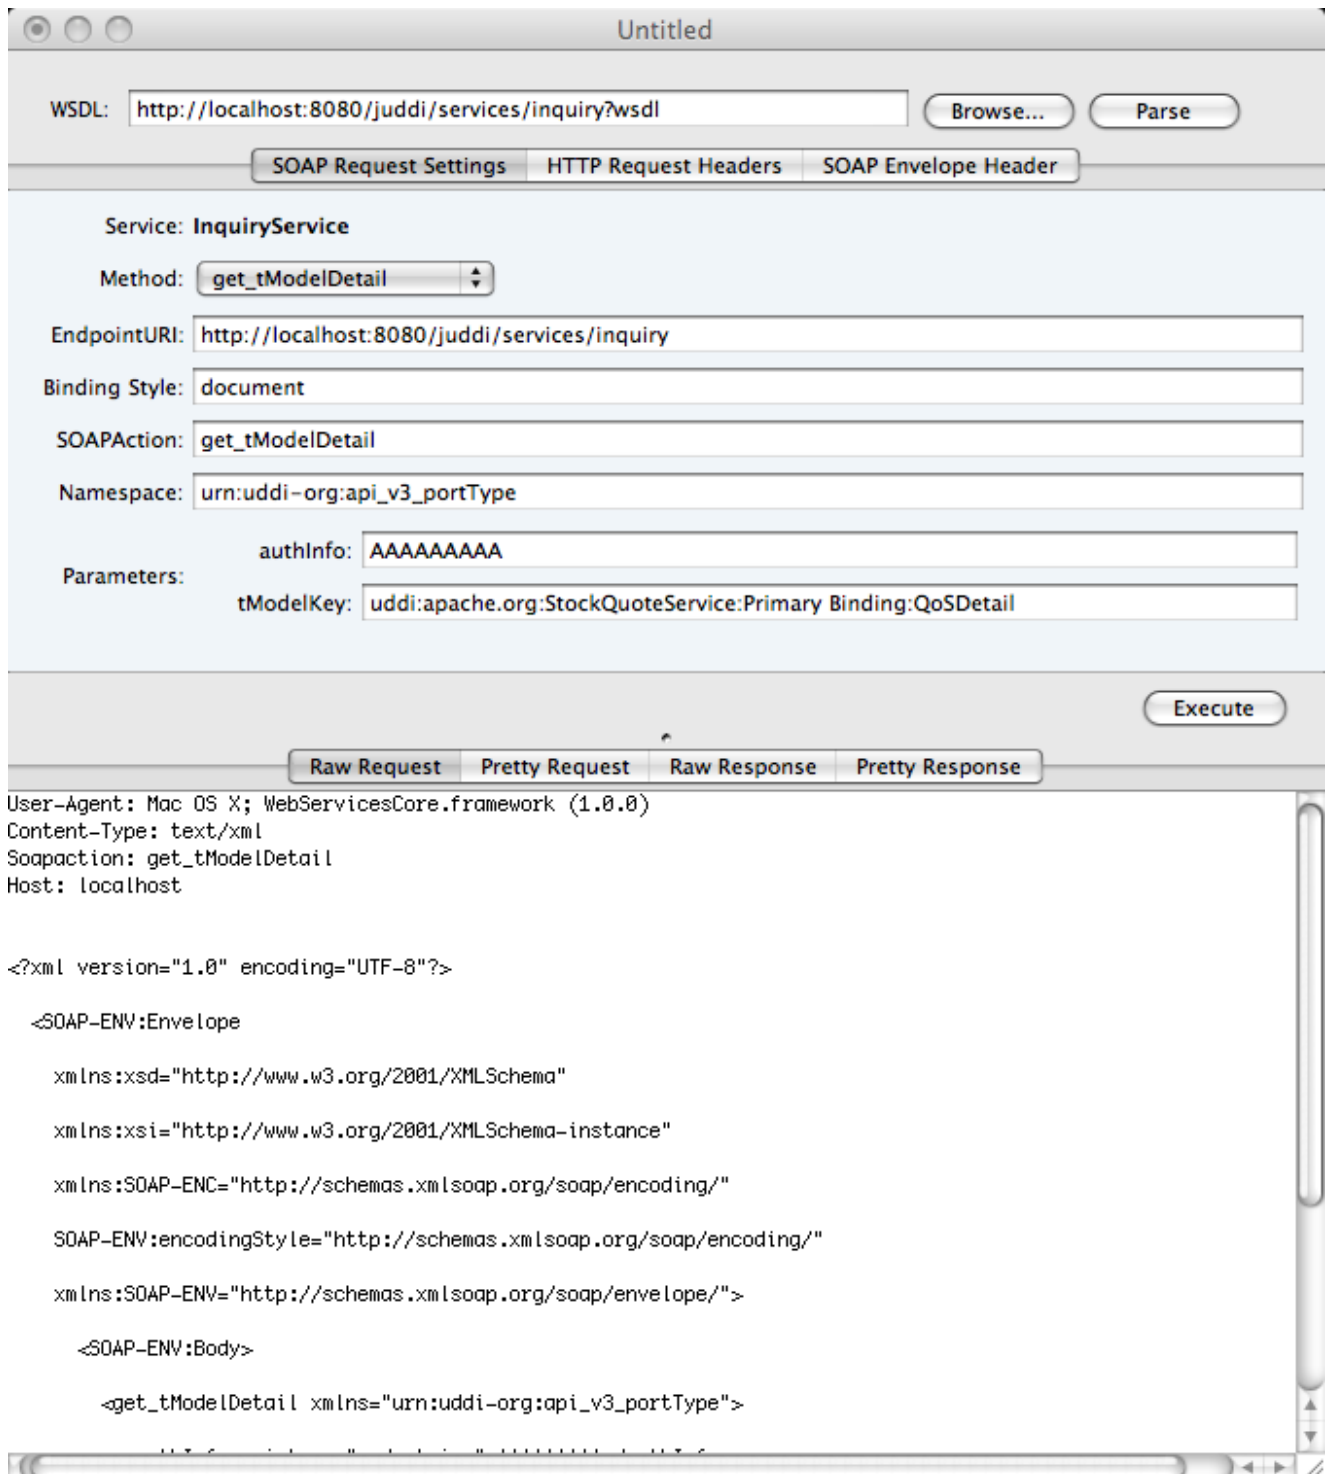 Untitled
WSDL: http://localhost:8080/juddi/services/inquiry?wsdl Browse... Parse
SOAP Request Settings HTTP Request Headers SOAP Envelope Header
Service: InquiryService
Method: get_tModelDetail
EndpointURI: http://localhost:8080/juddi/services/inquiry
Binding Style: document
SOAPAction: get_tModelDetail
Namespace: urn:uddi-org:api_v3_portType
Parameters:
authInfo: AAAAAAAAA
tModelKey: uddi:apache.org:StockQuoteService:Primary Binding:QoSDetail
Execute
Raw Request Pretty Request Raw Response Pretty Response
User-Agent: Mac OS X; WebServicesCore.framework (1.0.0)
Content-Type: text/xml
Soapaction: get_tModelDetail
Host: localhost
<?xml version="1.0" encoding="UTF-8"?>
<SOAP-ENV:Envelope
xmlns:xsd="http://www.w3.org/2001/XMLSchema"
xmlns:xsi="http://www.w3.org/2001/XMLSchema-instance"
xmlns:SOAP-ENC="http://schemas.xmlsoap.org/soap/encoding/"
SOAP-ENV:encodingStyle="http://schemas.xmlsoap.org/soap/encoding/"
xmlns:SOAP-ENV="http://schemas.xmlsoap.org/soap/envelope/">
<SOAP-ENV:Body>
<get_tModelDetail xmlns="urn:uddi-org:api_v3_portType">